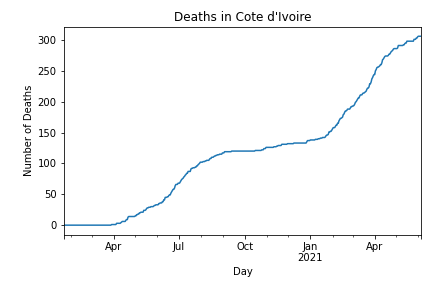 Deaths in Cote d'Ivoire
Number of Deaths
300
250
200
150
100
50
0
Apr
Jul
Oct
Jan
2021
Apr
Day